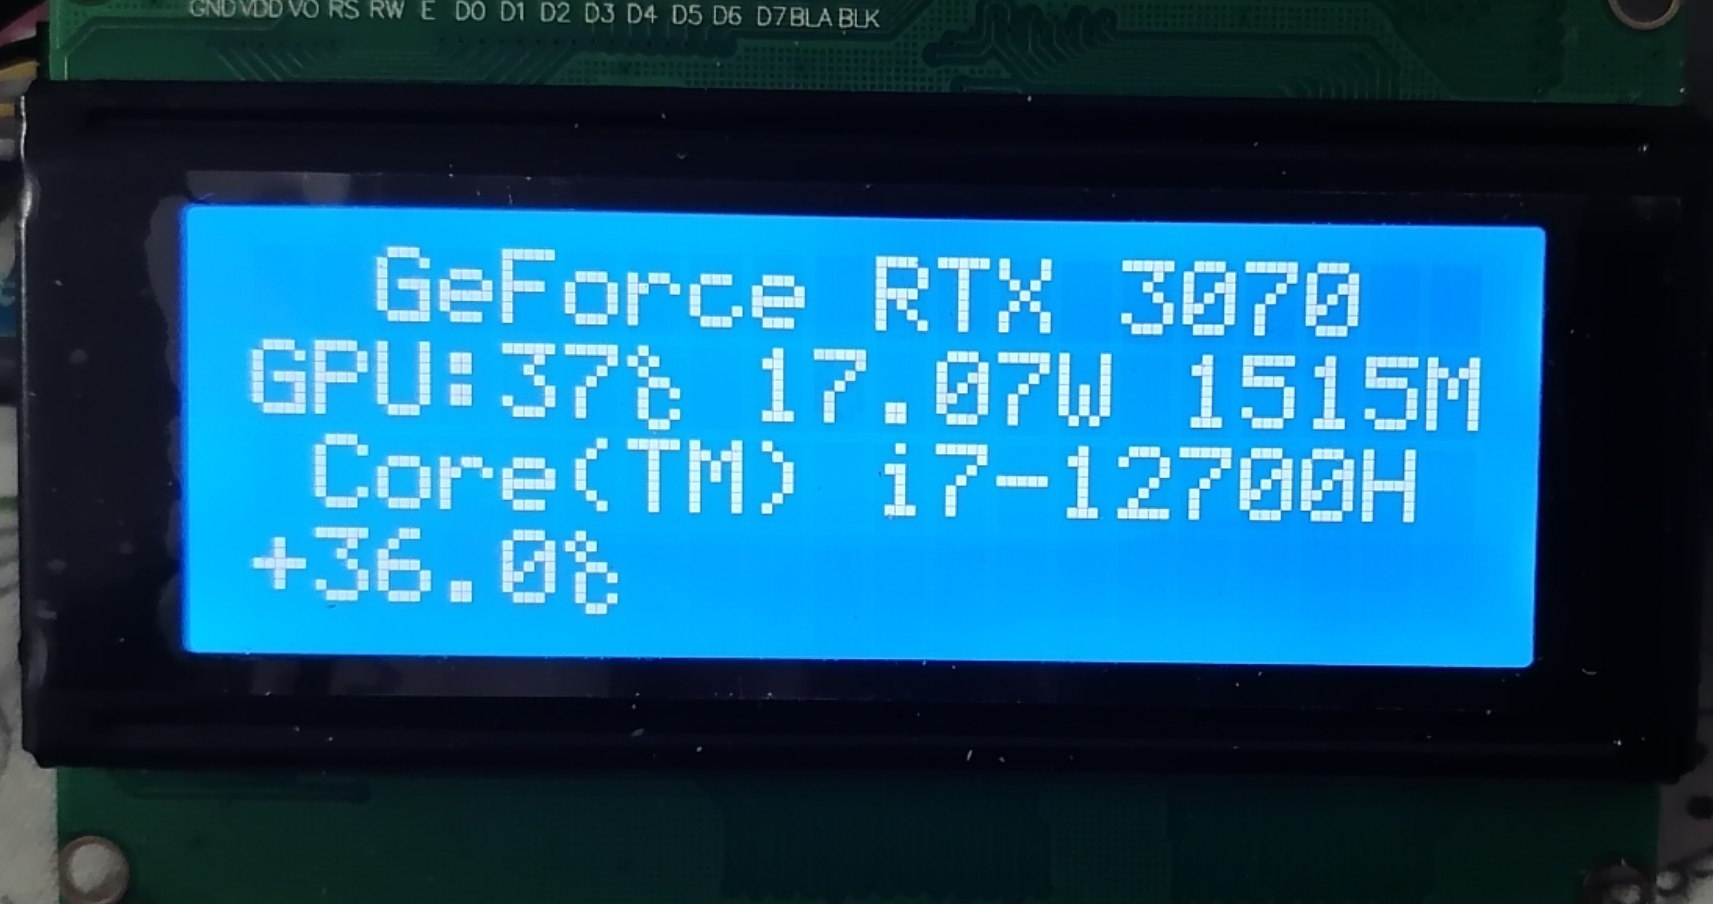 GND VDD VO RS RW E D0 D1 D2 D3 D4 D5 D6 D7 BLA BLK
GeForce RTX 3070
GPU:37℃ 17.07W 1515M
Core(TM) i7-12700H
+36.0℃